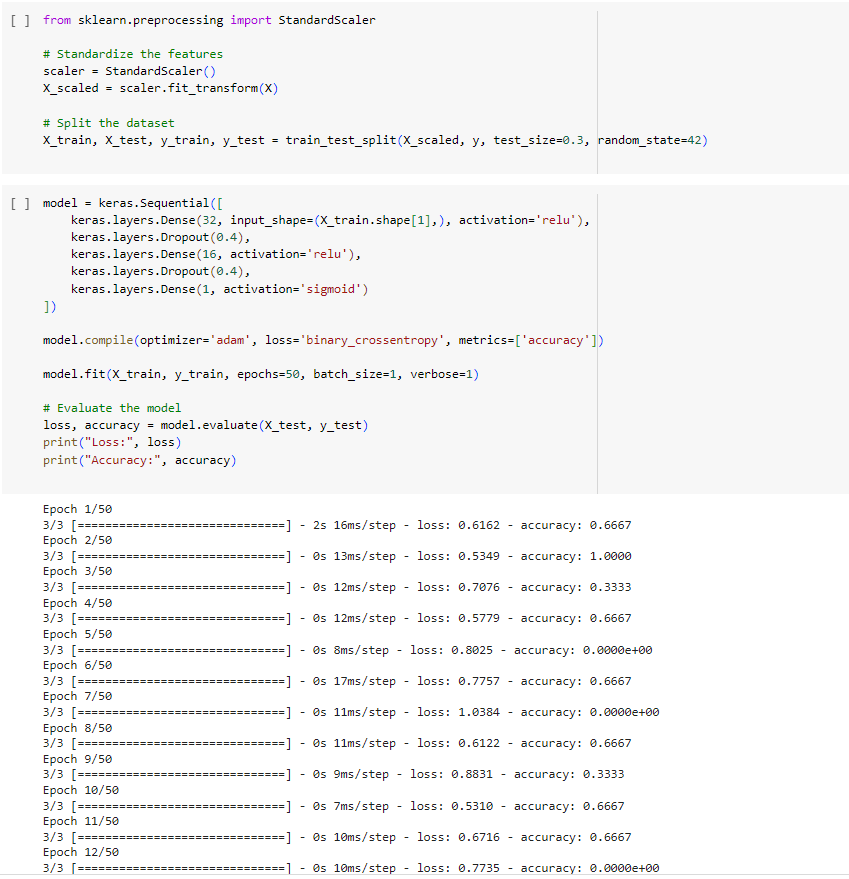 [ ] from sklearn.preprocessing import StandardScaler
# Standardize the features
scaler = StandardScaler()
X_scaled = scaler.fit_transform(X)
# Split the dataset
X_train, X_test, y_train, y_test = train_test_split(X_scaled, y, test_size=0.3, random_state=42)
[ ] model = keras.Sequential([
keras.layers.Dense(32, input_shape=(X_train.shape[1],), activation='relu'),
keras.layers.Dropout(0.4),
keras.layers.Dense(16, activation='relu'),
keras.layers.Dropout(0.4),
keras.layers.Dense(1, activation='sigmoid')
])
model.compile(optimizer='adam', loss='binary_crossentropy', metrics=['accuracy'])
model.fit(X_train, y_train, epochs=50, batch_size=1, verbose=1)
# Evaluate the model
loss, accuracy = model.evaluate(X_test, y_test)
print("Loss:", loss)
print("Accuracy:", accuracy)
Epoch 1/50
3/3 [==============================] - 2s 16ms/step - loss: 0.6162 - accuracy: 0.6667
Epoch 2/50
3/3 [==============================] - 0s 13ms/step - loss: 0.5349 - accuracy: 1.0000
Epoch 3/50
3/3 [==============================] - 0s 12ms/step - loss: 0.7076 - accuracy: 0.3333
Epoch 4/50
3/3 [==============================] - 0s 12ms/step - loss: 0.5779 - accuracy: 0.6667
Epoch 5/50
3/3 [==============================] - 0s 8ms/step - loss: 0.8025 - accuracy: 0.0000e+00
Epoch 6/50
3/3 [==============================] - 0s 17ms/step - loss: 0.7757 - accuracy: 0.6667
Epoch 7/50
3/3 [==============================] - 0s 11ms/step - loss: 1.0384 - accuracy: 0.0000e+00
Epoch 8/50
3/3 [==============================] - 0s 11ms/step - loss: 0.6122 - accuracy: 0.6667
Epoch 9/50
3/3 [==============================] - 0s 9ms/step - loss: 0.8831 - accuracy: 0.3333
Epoch 10/50
3/3 [==============================] - 0s 7ms/step - loss: 0.5310 - accuracy: 0.6667
Epoch 11/50
3/3 [==============================] - 0s 10ms/step - loss: 0.6716 - accuracy: 0.6667
Epoch 12/50
3/3 [==============================] - 0s 10ms/step - loss: 0.7735 - accuracy: 0.0000e+00